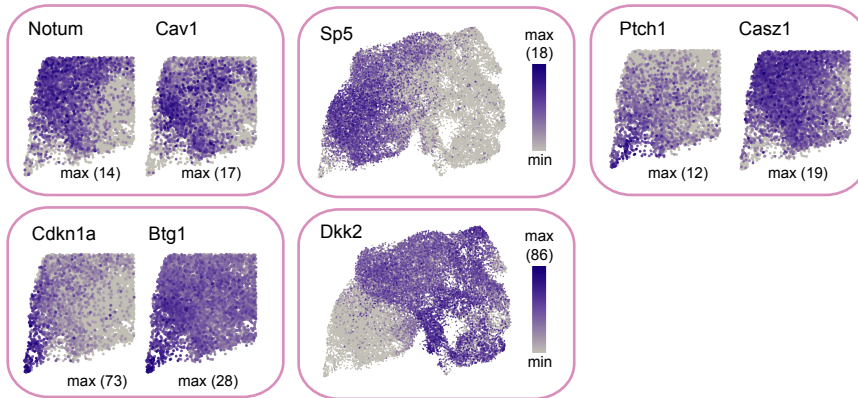 Notum Cav1
max (14) max (17)
Sp5
max
(18)
min
Ptch1 Casz1
max (12) max (19)
Cdkn1a Btg1
max (73) max (28)
Dkk2
max
(86)
min